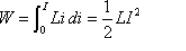 W = ∫₀ᴵ Li di = 1/2 LI²